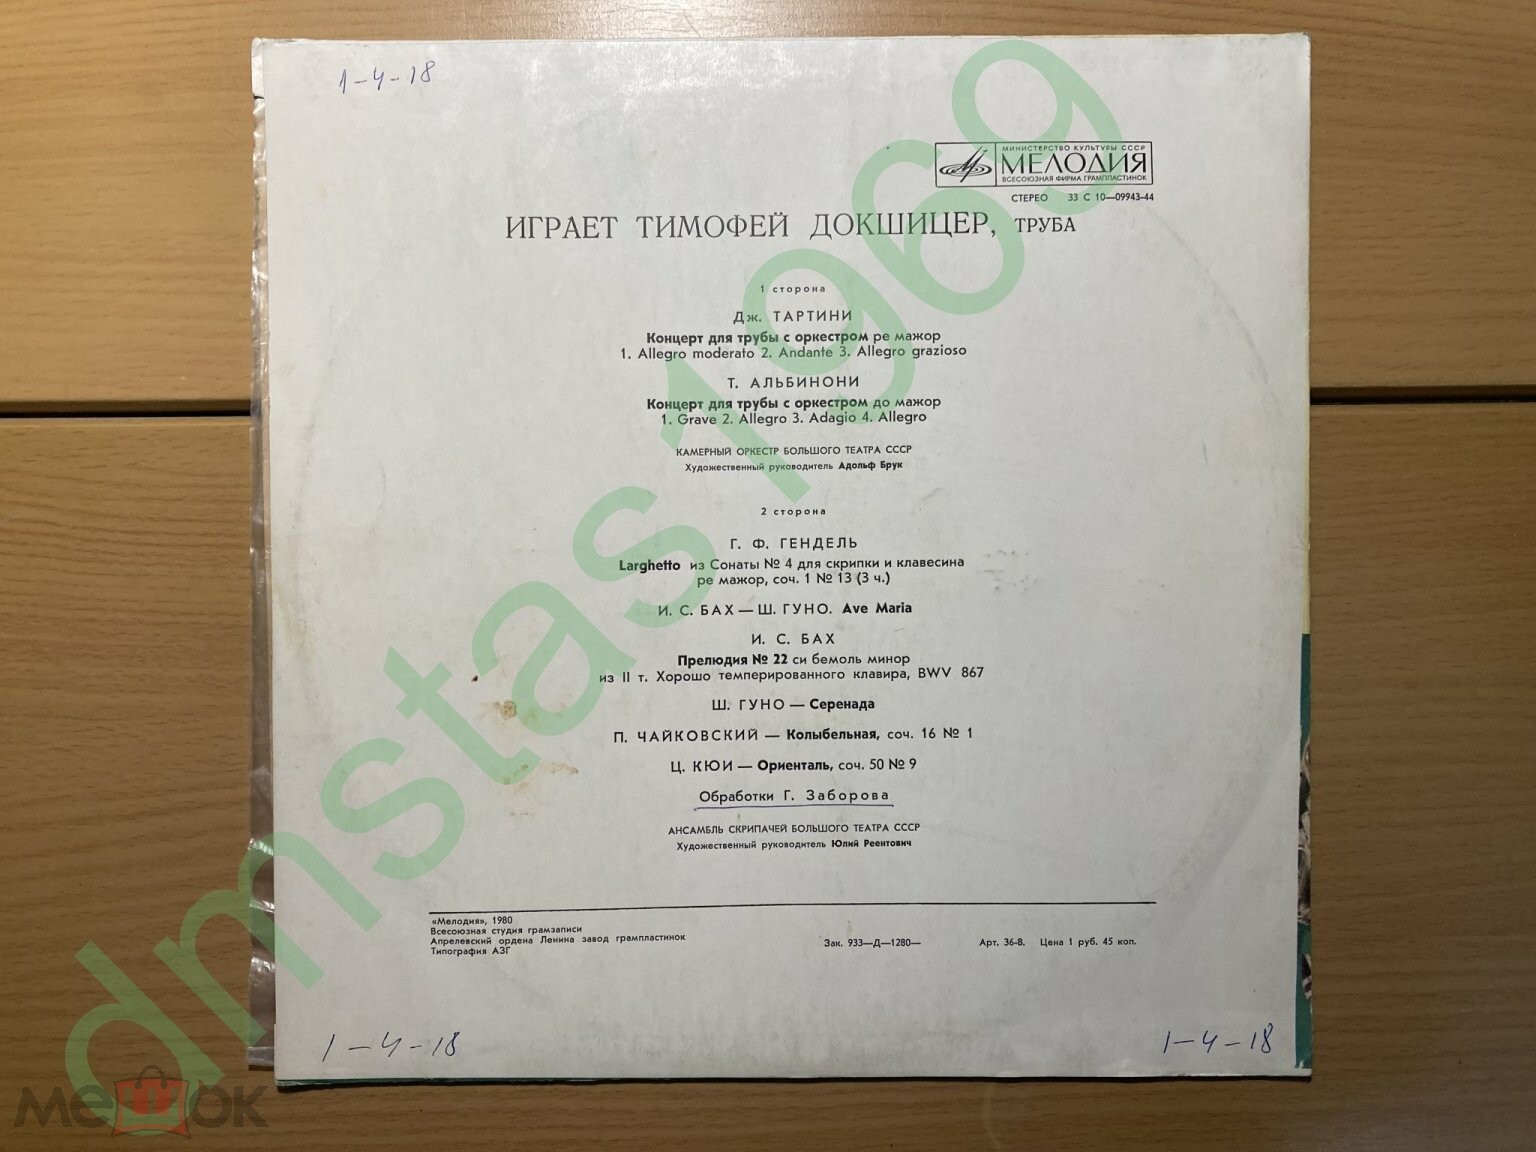 1-4-18
МИНИСТЕРСТВО КУЛЬТУРЫ СССР
МЕЛОДИЯ
ВСЕСОЮЗНАЯ ФИРМА ГРАМПЛАСТИНОК
СТЕРЕО 33 С 10—09943-44
ИГРАЕТ ТИМОФЕЙ ДОКШИЦЕР, ТРУБА
1 сторона
Дж. ТАРТИНИ
Концерт для трубы с оркестром ре мажор
1. Allegro moderato 2. Andante 3. Allegro grazioso
Т. АЛЬБИНОНИ
Концерт для трубы с оркестром до мажор
1. Grave 2. Allegro 3. Adagio 4. Allegro
КАМЕРНЫЙ ОРКЕСТР БОЛЬШОГО ТЕАТРА СССР
Художественный руководитель Адольф Брук
2 сторона
Г. Ф. ГЕНДЕЛЬ
Larghetto из Сонаты № 4 для скрипки и клавесина
ре мажор, соч. 1 № 13 (3 ч.)
И. С. БАХ — Ш. ГУНО. Ave Maria
И. С. БАХ
Прелюдия № 22 си бемоль минор
из II т. Хорошо темперированного клавира, BWV 867
Ш. ГУНО — Серенада
П. ЧАЙКОВСКИЙ — Колыбельная, соч. 16 № 1
Ц. КЮИ — Ориенталь, соч. 50 № 9
Обработки Г. Заборова
АНСАМБЛЬ СКРИПАЧЕЙ БОЛЬШОГО ТЕАТРА СССР
Художественный руководитель Юлий Реентович
«Мелодия», 1980
Всесоюзная студия грамзаписи
Апрелевский ордена Ленина завод грампластинок
Типография АЗГ
Зак. 933—Д—1280— Арт. 36-8. Цена 1 руб. 45 коп.
1-4-18
1-4-18
dmstas1969
мешок